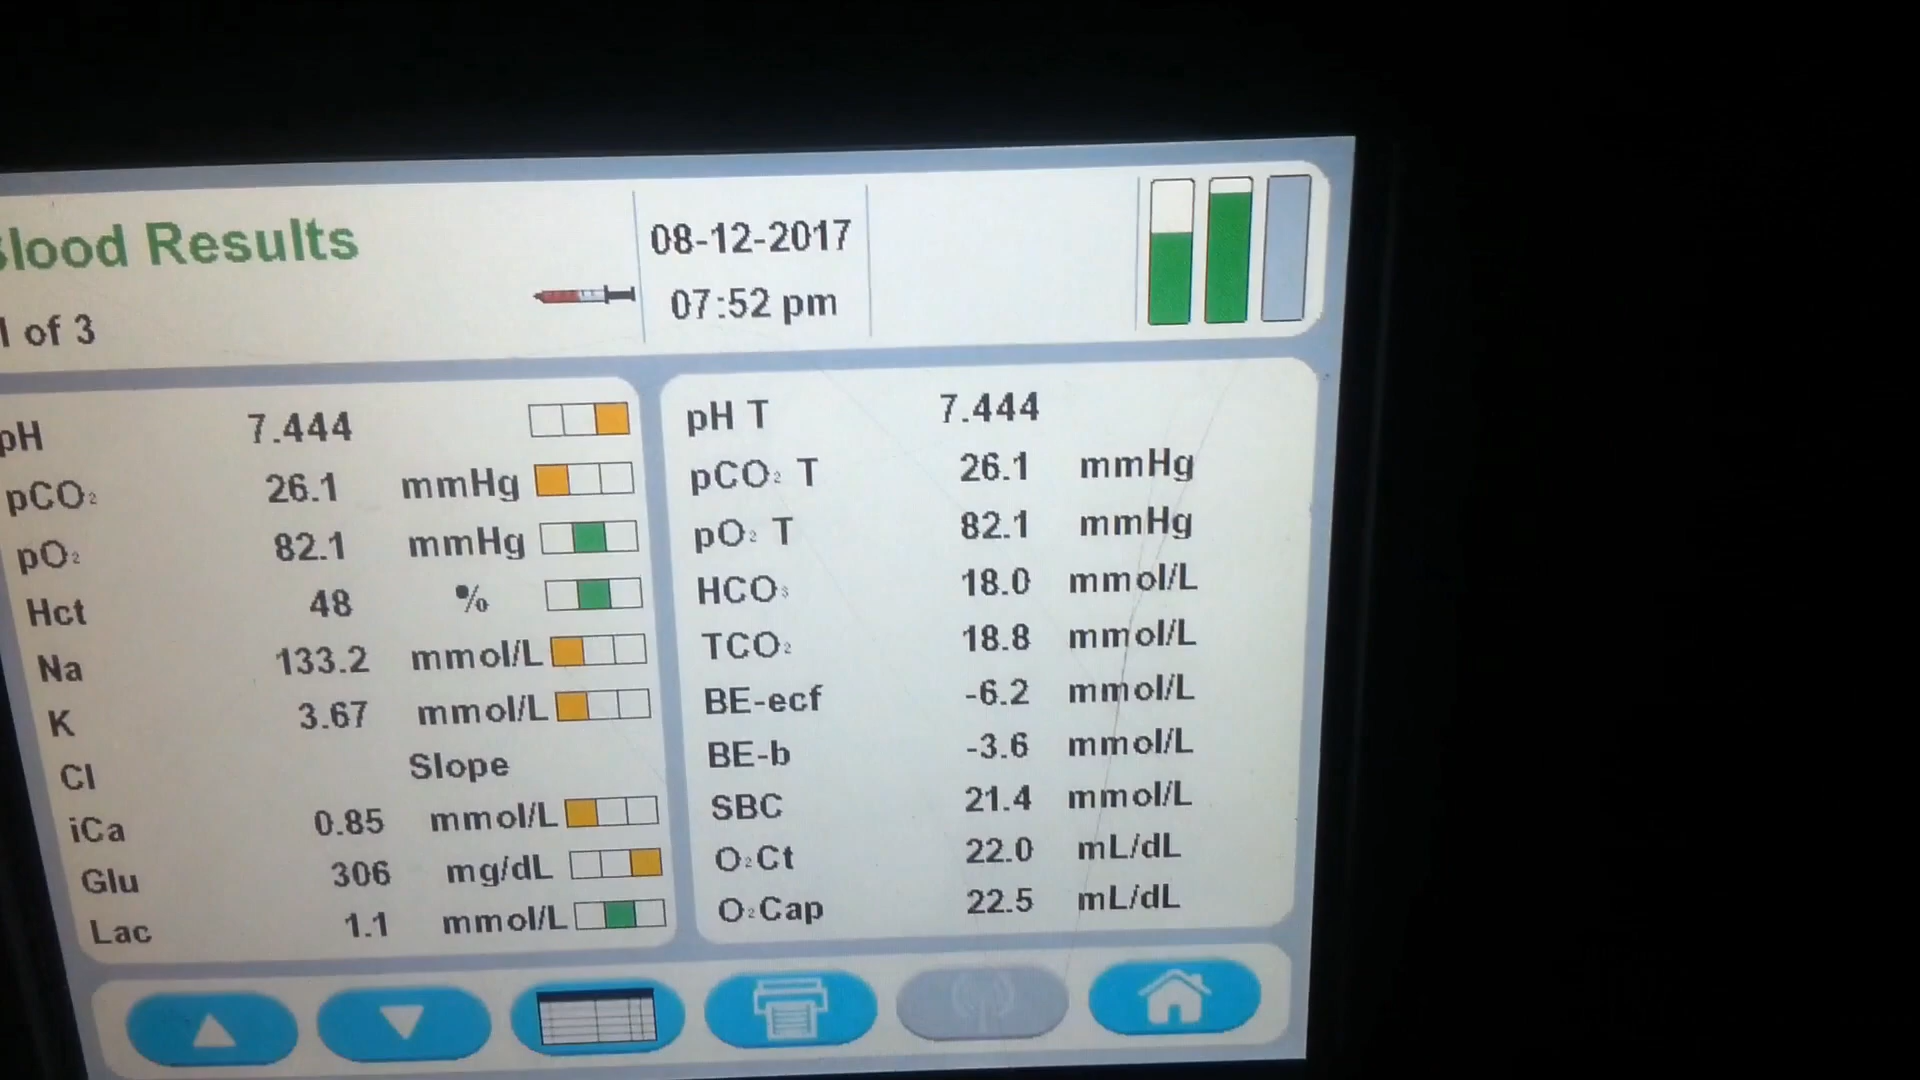 lood Results
08-12-2017
07:52 pm
1 of 3
pH 7.444
pCO₂ 26.1 mmHg
pO₂ 82.1 mmHg
Hct 48 %
Na 133.2 mmol/L
K 3.67 mmol/L
Cl Slope
iCa 0.85 mmol/L
Glu 306 mg/dL
Lac 1.1 mmol/L
pH T 7.444
pCO₂ T 26.1 mmHg
pO₂ T 82.1 mmHg
HCO₃ 18.0 mmol/L
TCO₂ 18.8 mmol/L
BE-ecf -6.2 mmol/L
BE-b -3.6 mmol/L
SBC 21.4 mmol/L
O₂Ct 22.0 mL/dL
O₂Cap 22.5 mL/dL